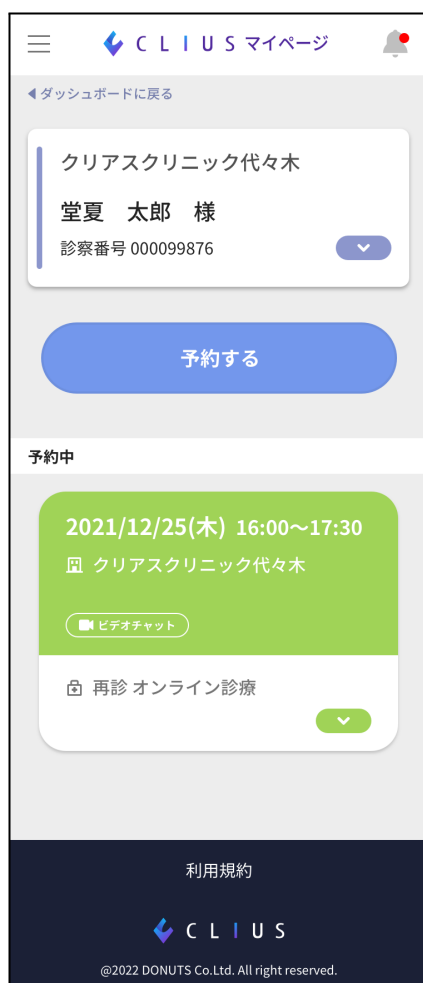 CLIUS マイページ
ダッシュボードに戻る
クリアスクリニック代々木
堂夏　太郎　様
診察番号 000099876
予約する
予約中
2021/12/25(木) 16:00〜17:30
クリアスクリニック代々木
ビデオチャット
再診 オンライン診療
利用規約
CLIUS
@2022 DONUTS Co.Ltd. All right reserved.